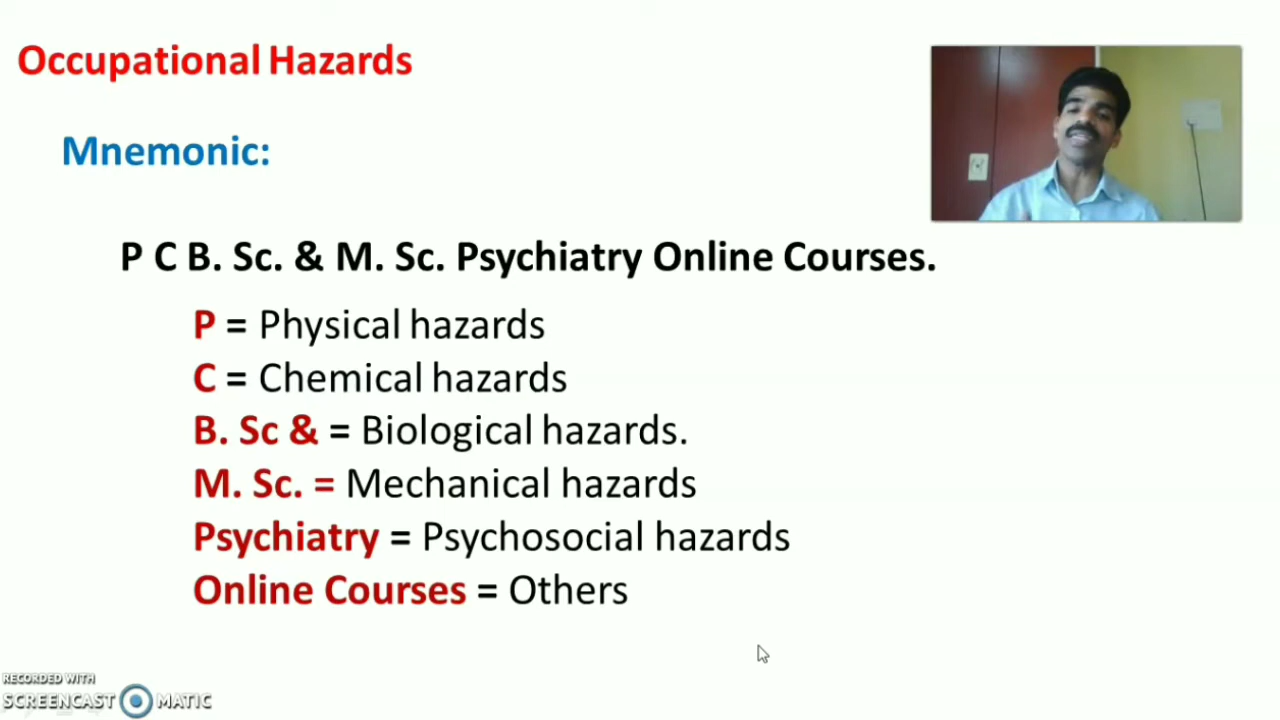 Occupational Hazards
Mnemonic:
P C B. Sc. & M. Sc. Psychiatry Online Courses.
P = Physical hazards
C = Chemical hazards
B. Sc & = Biological hazards.
M. Sc. = Mechanical hazards
Psychiatry = Psychosocial hazards
Online Courses = Others
RECORDED WITH
SCREENCAST MATIC